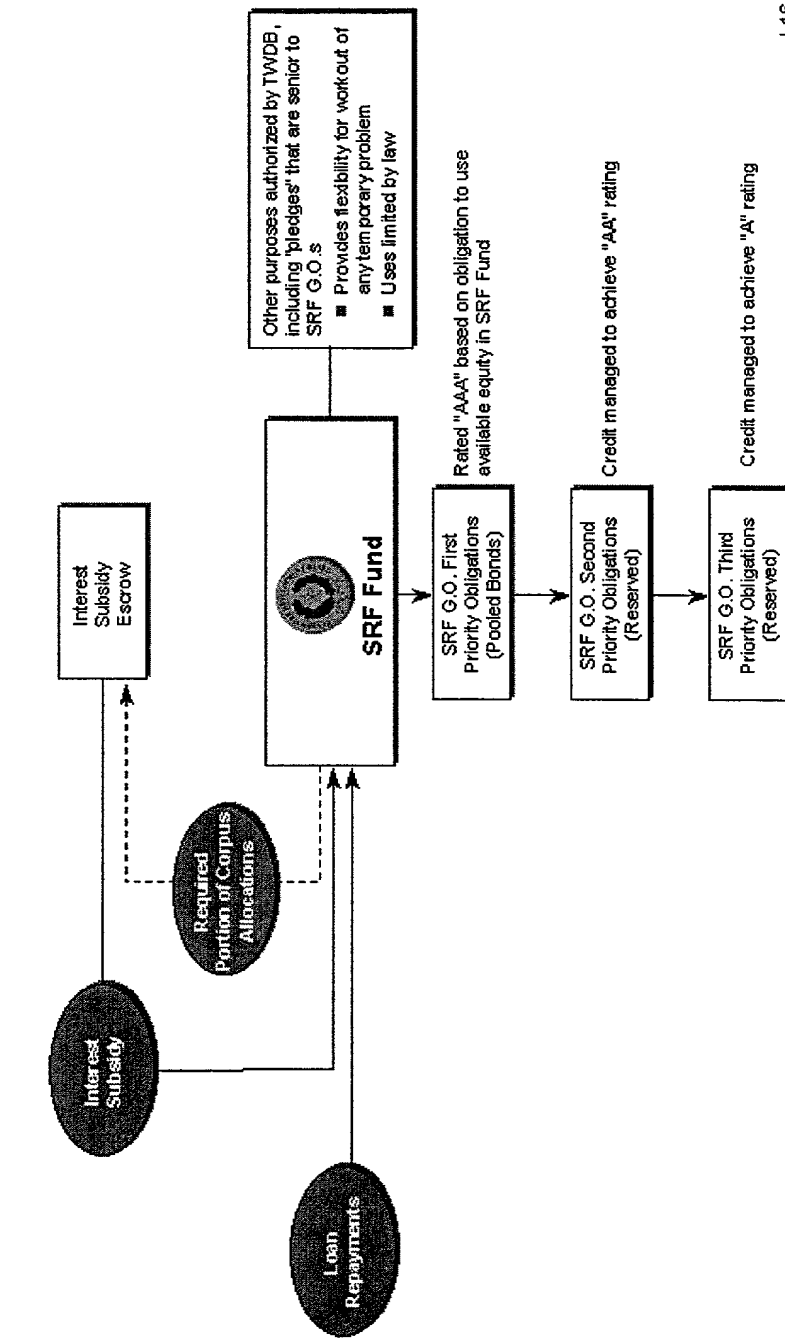 Interest
Subsidy
Interest
Subsidy
Escrow
Required
Portion of Corpus
Allocations
Loan
Repayments
SRF Fund
Other purposes authorized by TWDB,
including "pledges" that are senior to
SRF G.O.s
■ Provides flexibility for workout of
any temporary problem
■ Uses limited by law
SRF G.O. First
Priority Obligations
(Pooled Bonds)
Rated "AAA" based on obligation to use
available equity in SRF Fund
SRF G.O. Second
Priority Obligations
(Reserved)
Credit managed to achieve "AA" rating
SRF G.O. Third
Priority Obligations
(Reserved)
Credit managed to achieve "A" rating